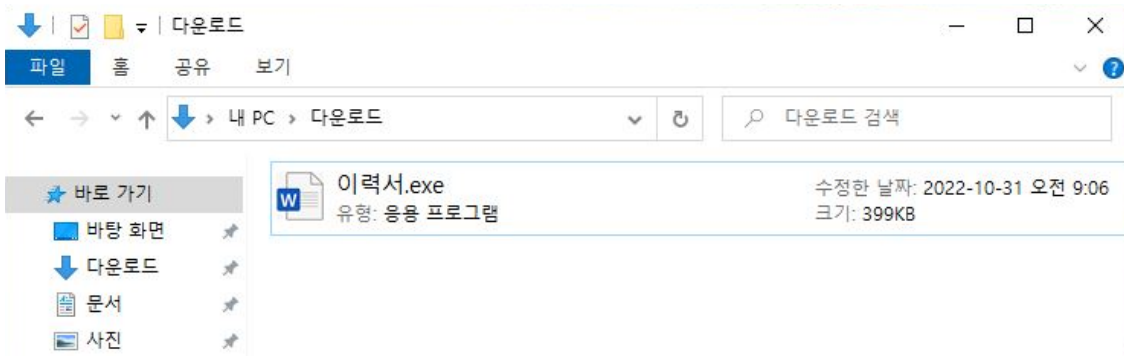 다운로드
파일 홈 공유 보기
내 PC › 다운로드 다운로드 검색
바로 가기
바탕 화면
다운로드
문서
사진
이력서.exe
유형: 응용 프로그램
수정한 날짜: 2022-10-31 오전 9:06
크기: 399KB